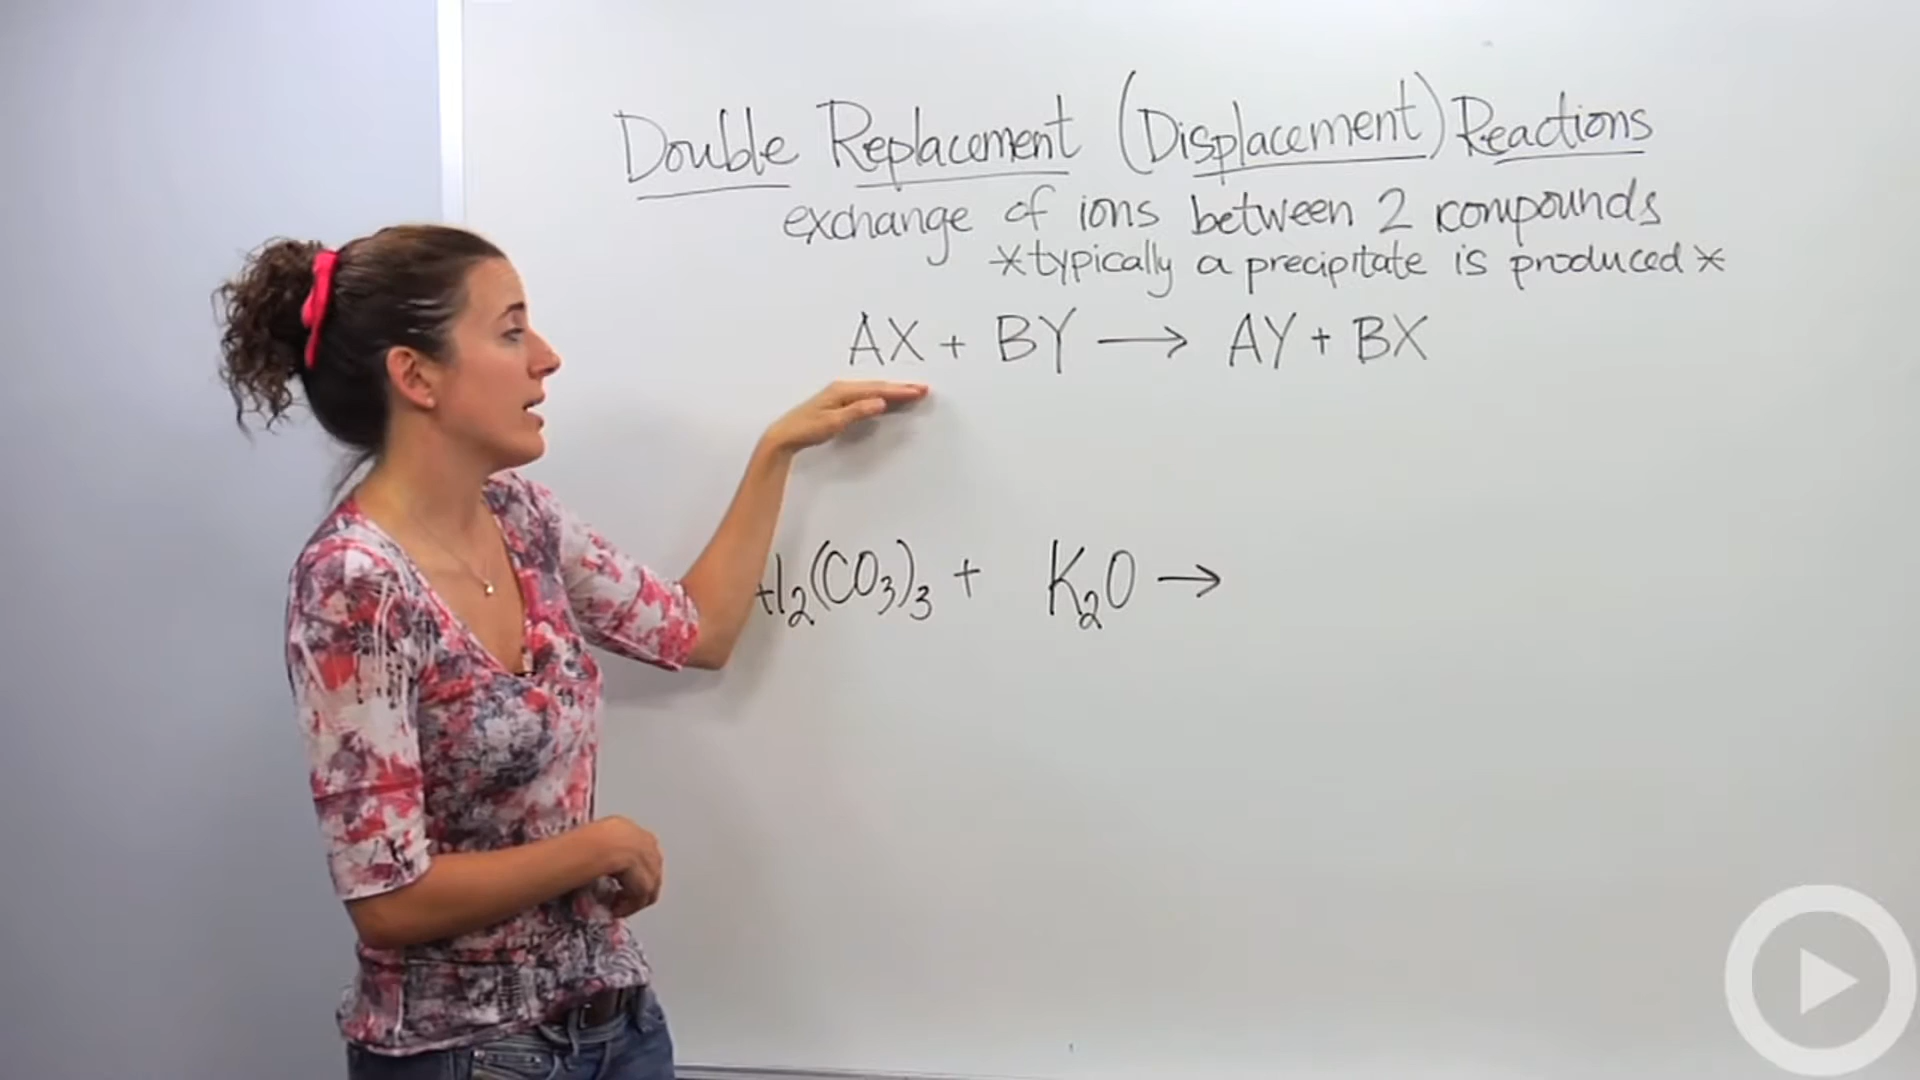 Double Replacement (Displacement) Reactions
exchange of ions between 2 compounds
*typically a precipitate is produced*
AX + BY → AY + BX
l₂(CO₃)₃ + K₂O →